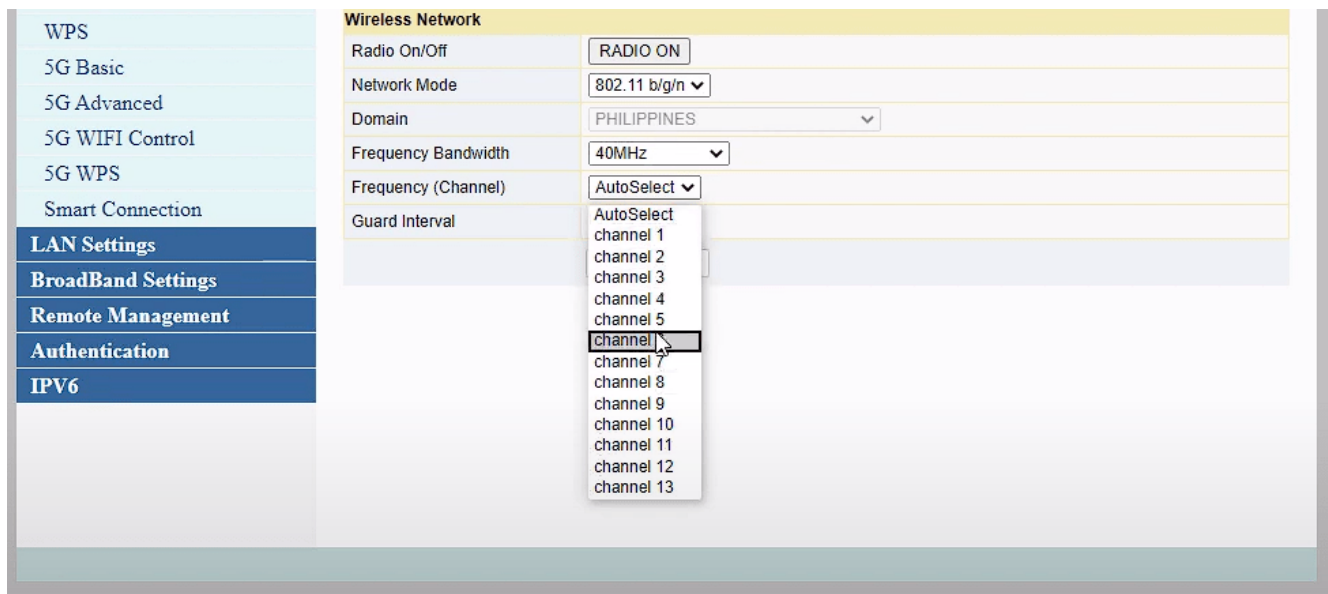 WPS
5G Basic
5G Advanced
5G WIFI Control
5G WPS
Smart Connection
LAN Settings
BroadBand Settings
Remote Management
Authentication
IPV6
Wireless Network
Radio On/Off RADIO ON
Network Mode 802.11 b/g/n
Domain PHILIPPINES
Frequency Bandwidth 40MHz
Frequency (Channel) AutoSelect
Guard Interval
AutoSelect
channel 1
channel 2
channel 3
channel 4
channel 5
channel
channel 7
channel 8
channel 9
channel 10
channel 11
channel 12
channel 13